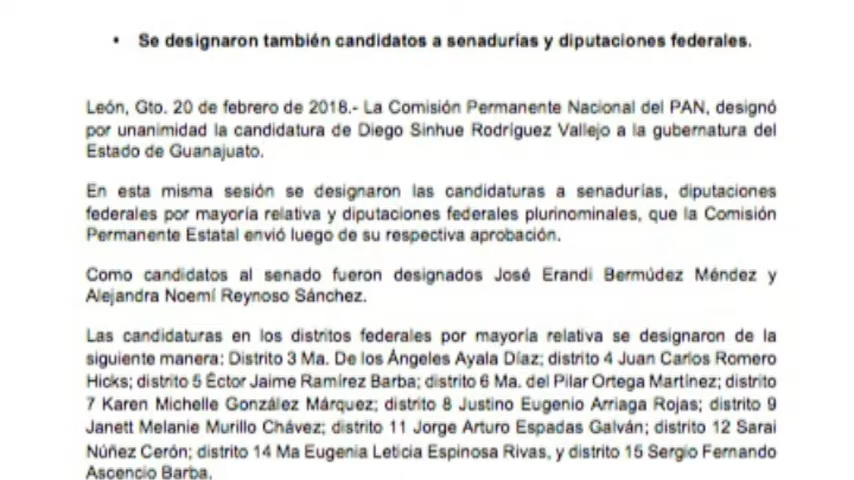 • Se designaron también candidatos a senadurías y diputaciones federales.
León, Gto. 20 de febrero de 2018.- La Comisión Permanente Nacional del PAN, designó
por unanimidad la candidatura de Diego Sinhue Rodríguez Vallejo a la gubernatura del
Estado de Guanajuato.
En esta misma sesión se designaron las candidaturas a senadurías, diputaciones
federales por mayoría relativa y diputaciones federales plurinominales, que la Comisión
Permanente Estatal envió luego de su respectiva aprobación.
Como candidatos al senado fueron designados José Erandi Bermúdez Méndez y
Alejandra Noemí Reynoso Sánchez.
Las candidaturas en los distritos federales por mayoría relativa se designaron de la
siguiente manera: Distrito 3 Ma. De los Ángeles Ayala Díaz; distrito 4 Juan Carlos Romero
Hicks; distrito 5 Éctor Jaime Ramírez Barba; distrito 6 Ma. del Pilar Ortega Martínez; distrito
7 Karen Michelle González Márquez; distrito 8 Justino Eugenio Arriaga Rojas; distrito 9
Janett Melanie Murillo Chávez; distrito 11 Jorge Arturo Espadas Galván; distrito 12 Sarai
Núñez Cerón; distrito 14 Ma Eugenia Leticia Espinosa Rivas, y distrito 15 Sergio Fernando
Ascencio Barba.